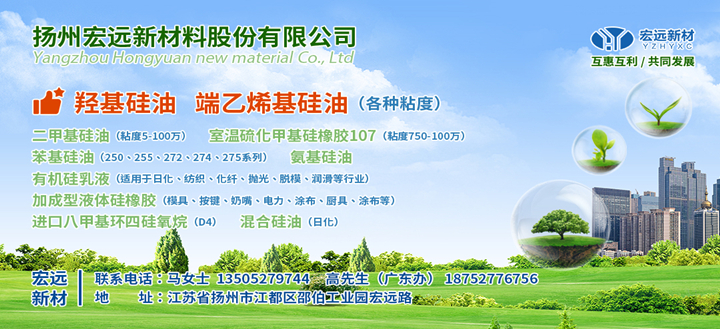 扬州宏远新材料股份有限公司
Yangzhou Hongyuan new material Co., Ltd
宏远新材
YZHYXC
互惠互利 / 共同发展
羟基硅油 端乙烯基硅油（各种粘度）
二甲基硅油（粘度5-100万） 室温硫化甲基硅橡胶107（粘度750-100万）
苯基硅油（250、255、272、274、275系列） 氨基硅油
有机硅乳液（适用于日化、纺织、化纤、抛光、脱模、润滑等行业）
加成型液体硅橡胶（模具、按键、奶嘴、电力、涂布、厨具、涂布等）
进口八甲基环四硅氧烷（D4） 混合硅油（日化）
宏远新材
联系电话：马女士 13505279744 高先生（广东办）18752776756
地 址：江苏省扬州市江都区邵伯工业园宏远路